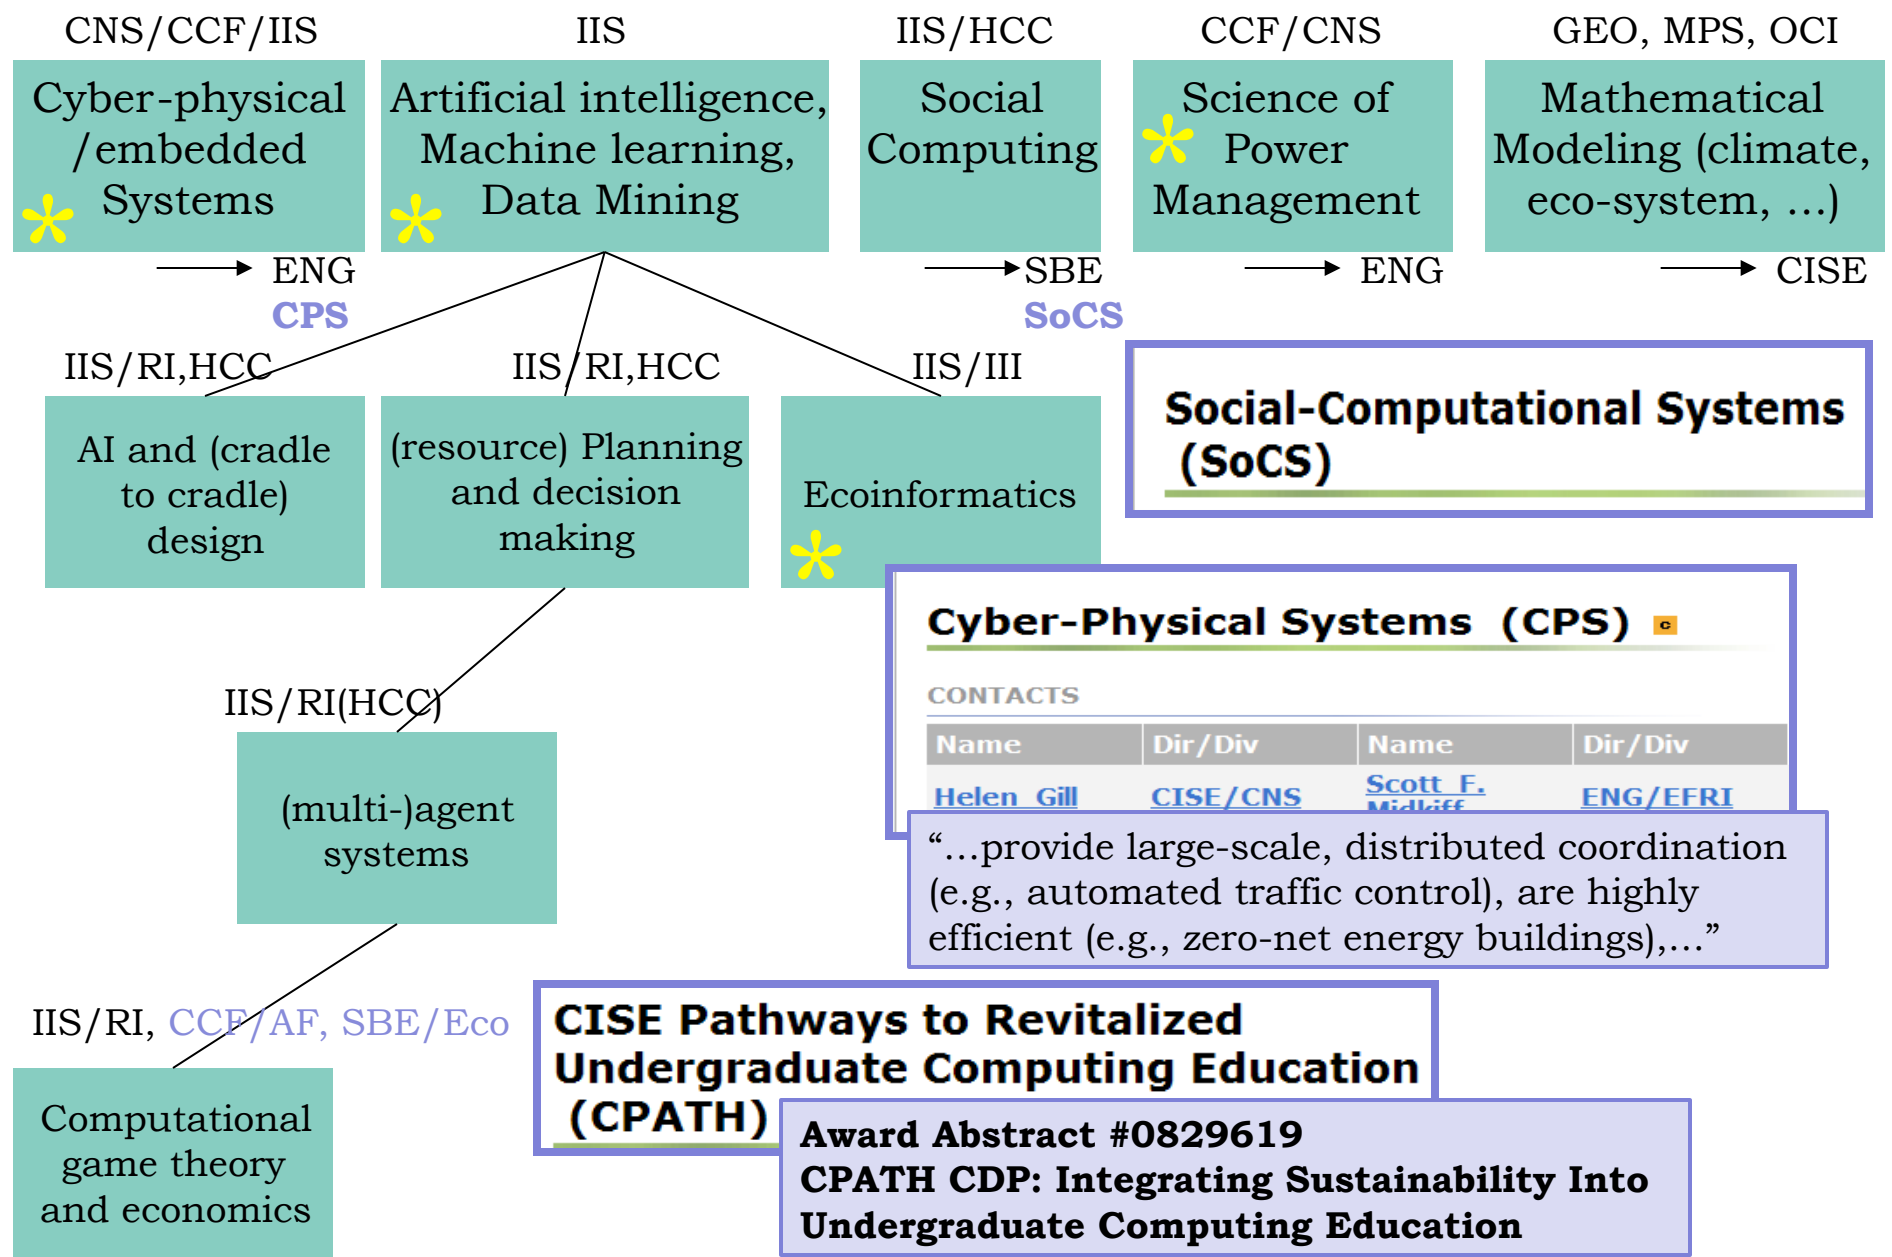 CNS/CCF/IIS
IIS
IIS/HCC
CCF/CNS
GEO, MPS, OCI
Cyber-physical
/embedded
Systems
*
Artificial intelligence,
Machine learning,
Data Mining
*
Social
Computing
Science of
Power
Management
*
Mathematical
Modeling (climate,
eco-system, …)
ENG
CPS
SBE
SoCS
ENG
CISE
IIS/RI,HCC
IIS/RI,HCC
IIS/III
AI and (cradle
to cradle)
design
(resource) Planning
and decision
making
Ecoinformatics
*
Social-Computational Systems
(SoCS)
Cyber-Physical Systems (CPS) c
CONTACTS
Name Dir/Div Name Dir/Div
Helen Gill CISE/CNS Scott F. Midkiff ENG/EFRI
“…provide large-scale, distributed coordination
(e.g., automated traffic control), are highly
efficient (e.g., zero-net energy buildings),…”
IIS/RI(HCC)
(multi-)agent
systems
IIS/RI, CCF/AF, SBE/Eco
Computational
game theory
and economics
CISE Pathways to Revitalized
Undergraduate Computing Education
(CPATH)
Award Abstract #0829619
CPATH CDP: Integrating Sustainability Into
Undergraduate Computing Education